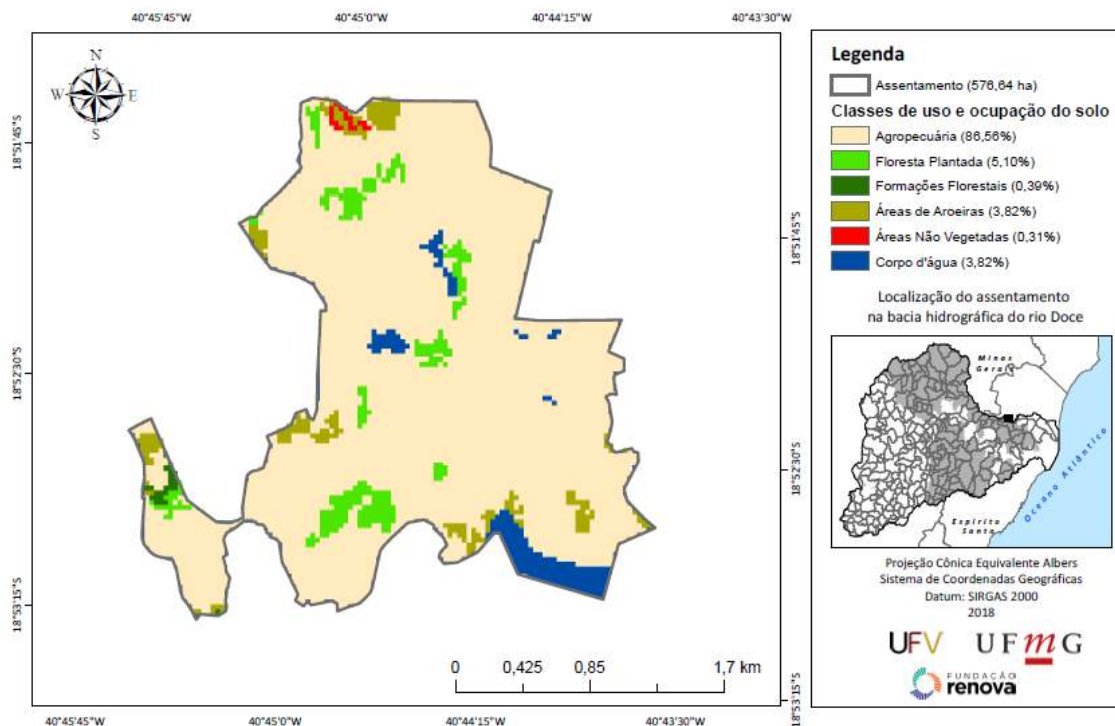 40°45'45"W
40°45'0"W
40°44'15"W
40°43'30"W
N
W
E
S
18°51'45"S
18°52'30"S
18°53'15"S
18°51'45"S
18°52'30"S
18°53'15"S
0
0,425
0,85
1,7 km
40°45'45"W
40°45'0"W
40°44'15"W
40°43'30"W
Legenda
Assentamento (576,64 ha)
Classes de uso e ocupação do solo
Agropecuária (86,56%)
Floresta Plantada (5,10%)
Formações Florestais (0,39%)
Áreas de Aroeiras (3,82%)
Áreas Não Vegetadas (0,31%)
Corpo d'água (3,82%)
Localização do assentamento
na bacia hidrográfica do rio Doce
Minas
Gerais
Oceano Atlântico
Espírito
Santo
Projeção Cônica Equivalente Albers
Sistema de Coordenadas Geográficas
Datum: SIRGAS 2000
2018
UFV
UFmG
FUNDAÇÃO
renova